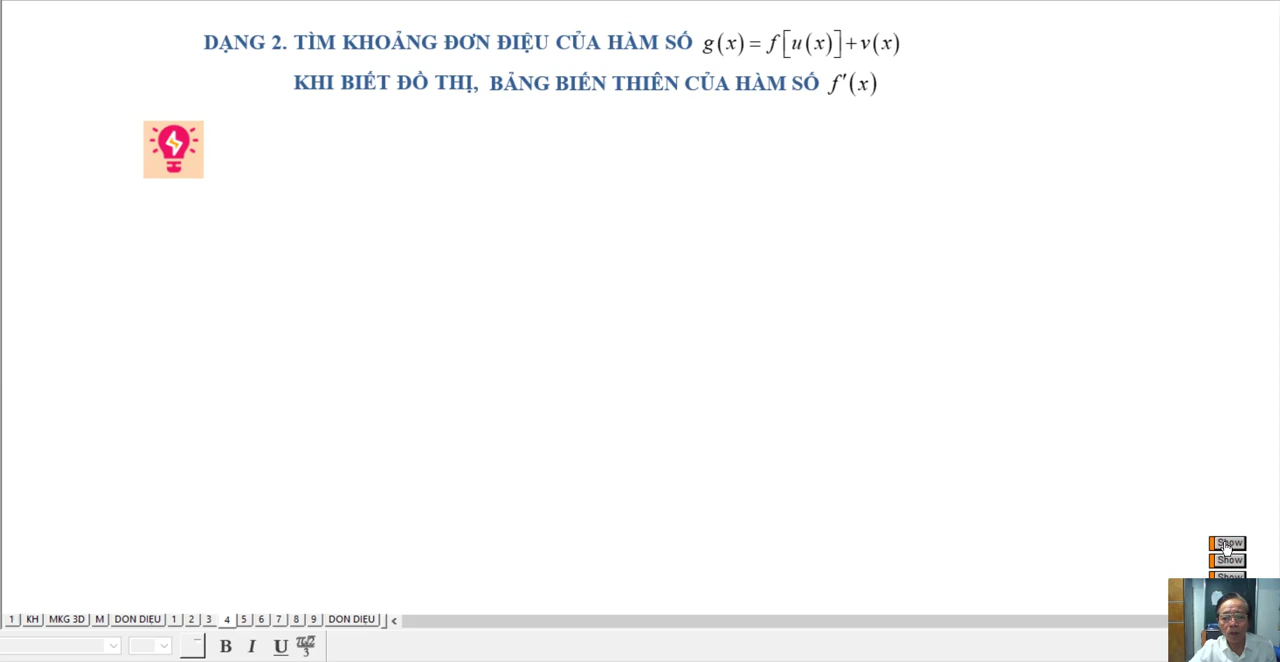 DẠNG 2. TÌM KHOẢNG ĐƠN ĐIỆU CỦA HÀM SỐ g(x) = f[u(x)] + v(x)
KHI BIẾT ĐỒ THỊ, BẢNG BIẾN THIÊN CỦA HÀM SỐ f'(x)
Show
Show
Show
1 KH MKG 3D M DON DIEU 1 2 3 4 5 6 7 8 9 DON DIEU <
B I U